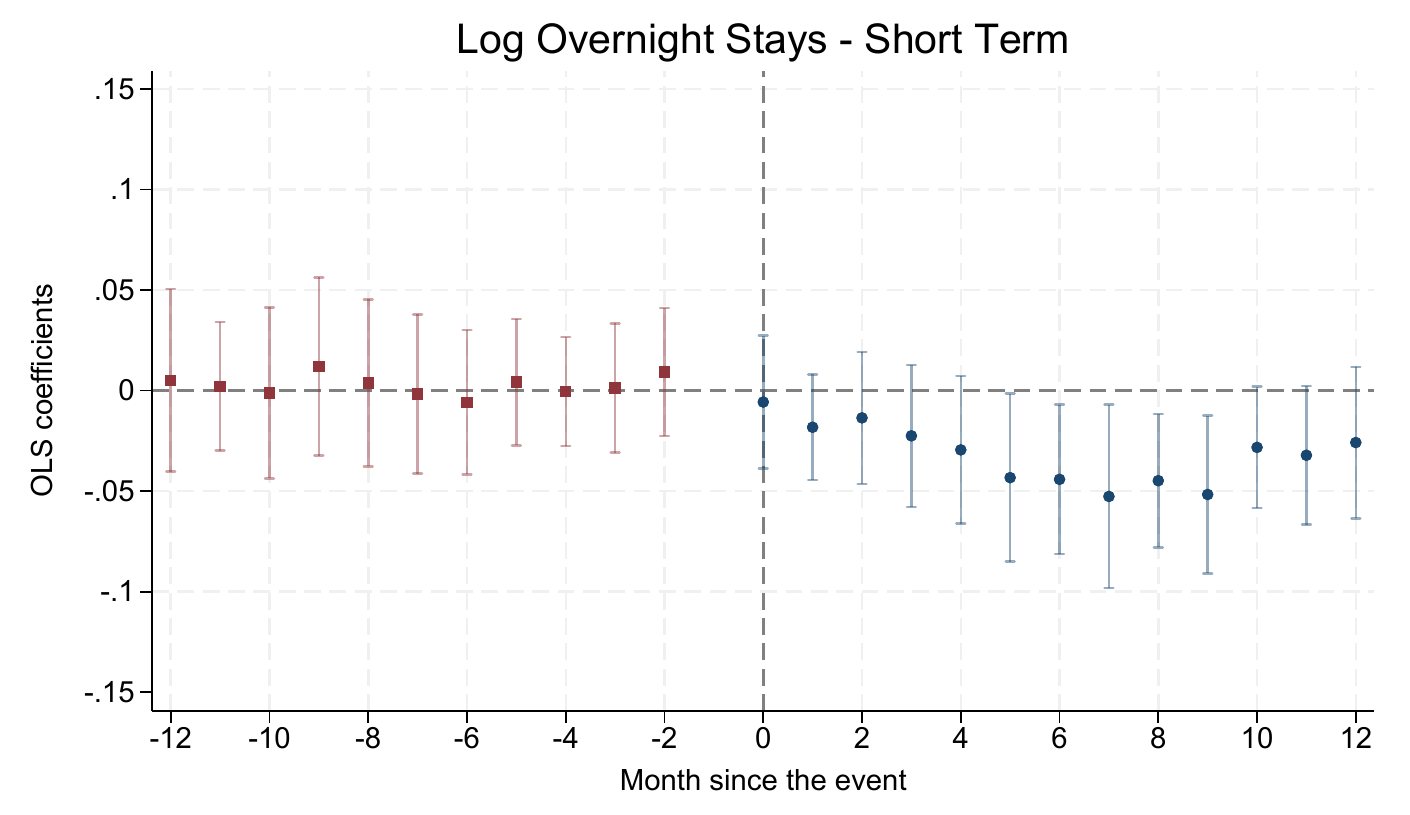 Log Overnight Stays - Short Term
OLS coefficients
.15
.1
.05
0
-.05
-.1
-.15
-12 -10 -8 -6 -4 -2 0 2 4 6 8 10 12
Month since the event